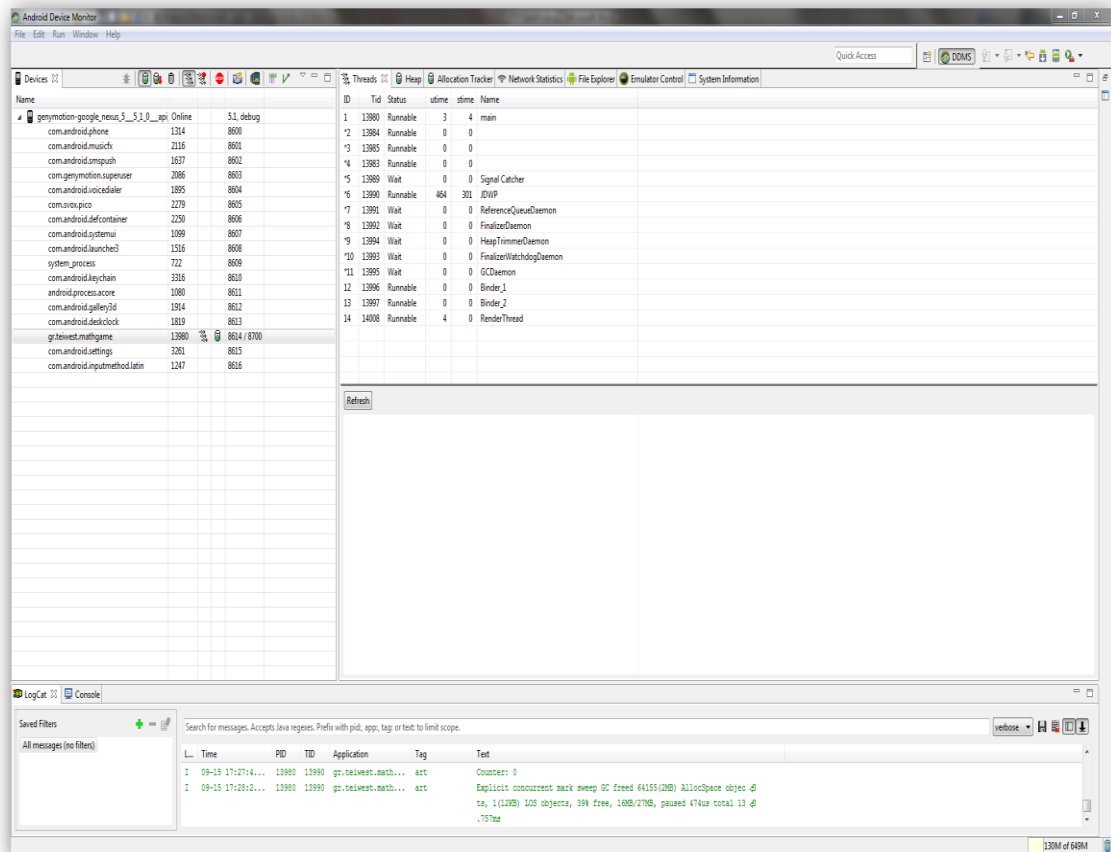 Android Device Monitor
File Edit Run Window Help
Quick Access DDMS
Devices
Name
genymotion-google_nexus_5__5_1_0__api Online 5.1, debug
com.android.phone 1314 8600
com.android.musicfx 2116 8601
com.android.smspush 1637 8602
com.genymotion.superuser 2086 8603
com.android.voicedialer 1895 8604
com.svox.pico 2279 8605
com.android.defcontainer 2250 8606
com.android.systemui 1099 8607
com.android.launcher3 1516 8608
system_process 722 8609
com.android.keychain 3316 8610
android.process.acore 1080 8611
com.android.gallery3d 1914 8612
com.android.deskclock 1819 8613
gr.teiwest.mathgame 13980 8614 / 8700
com.android.settings 3261 8615
com.android.inputmethod.latin 1247 8616
Threads Heap Allocation Tracker Network Statistics File Explorer Emulator Control System Information
ID Tid Status utime stime Name
1 13980 Runnable 3 4 main
*2 13984 Runnable 0 0
*3 13985 Runnable 0 0
*4 13983 Runnable 0 0
*5 13989 Wait 0 0 Signal Catcher
*6 13990 Runnable 464 301 JDWP
*7 13991 Wait 0 0 ReferenceQueueDaemon
*8 13992 Wait 0 0 FinalizerDaemon
*9 13994 Wait 0 0 HeapTrimmerDaemon
*10 13993 Wait 0 0 FinalizerWatchdogDaemon
*11 13995 Wait 0 0 GCDaemon
12 13996 Runnable 0 0 Binder_1
13 13997 Runnable 0 0 Binder_2
14 14008 Runnable 4 0 RenderThread
Refresh
LogCat Console
Saved Filters
All messages (no filters)
Search for messages. Accepts Java regexes. Prefix with pid:, app:, tag: or text: to limit scope.
verbose
L... Time PID TID Application Tag Text
I 09-15 17:27:4... 13980 13990 gr.teiwest.math... art Counter: 0
I 09-15 17:28:2... 13980 13990 gr.teiwest.math... art Explicit concurrent mark sweep GC freed 64155(2MB) AllocSpace objec
ts, 1(12KB) LOS objects, 39% free, 16MB/27MB, paused 474us total 13
.757ms
130M of 649M